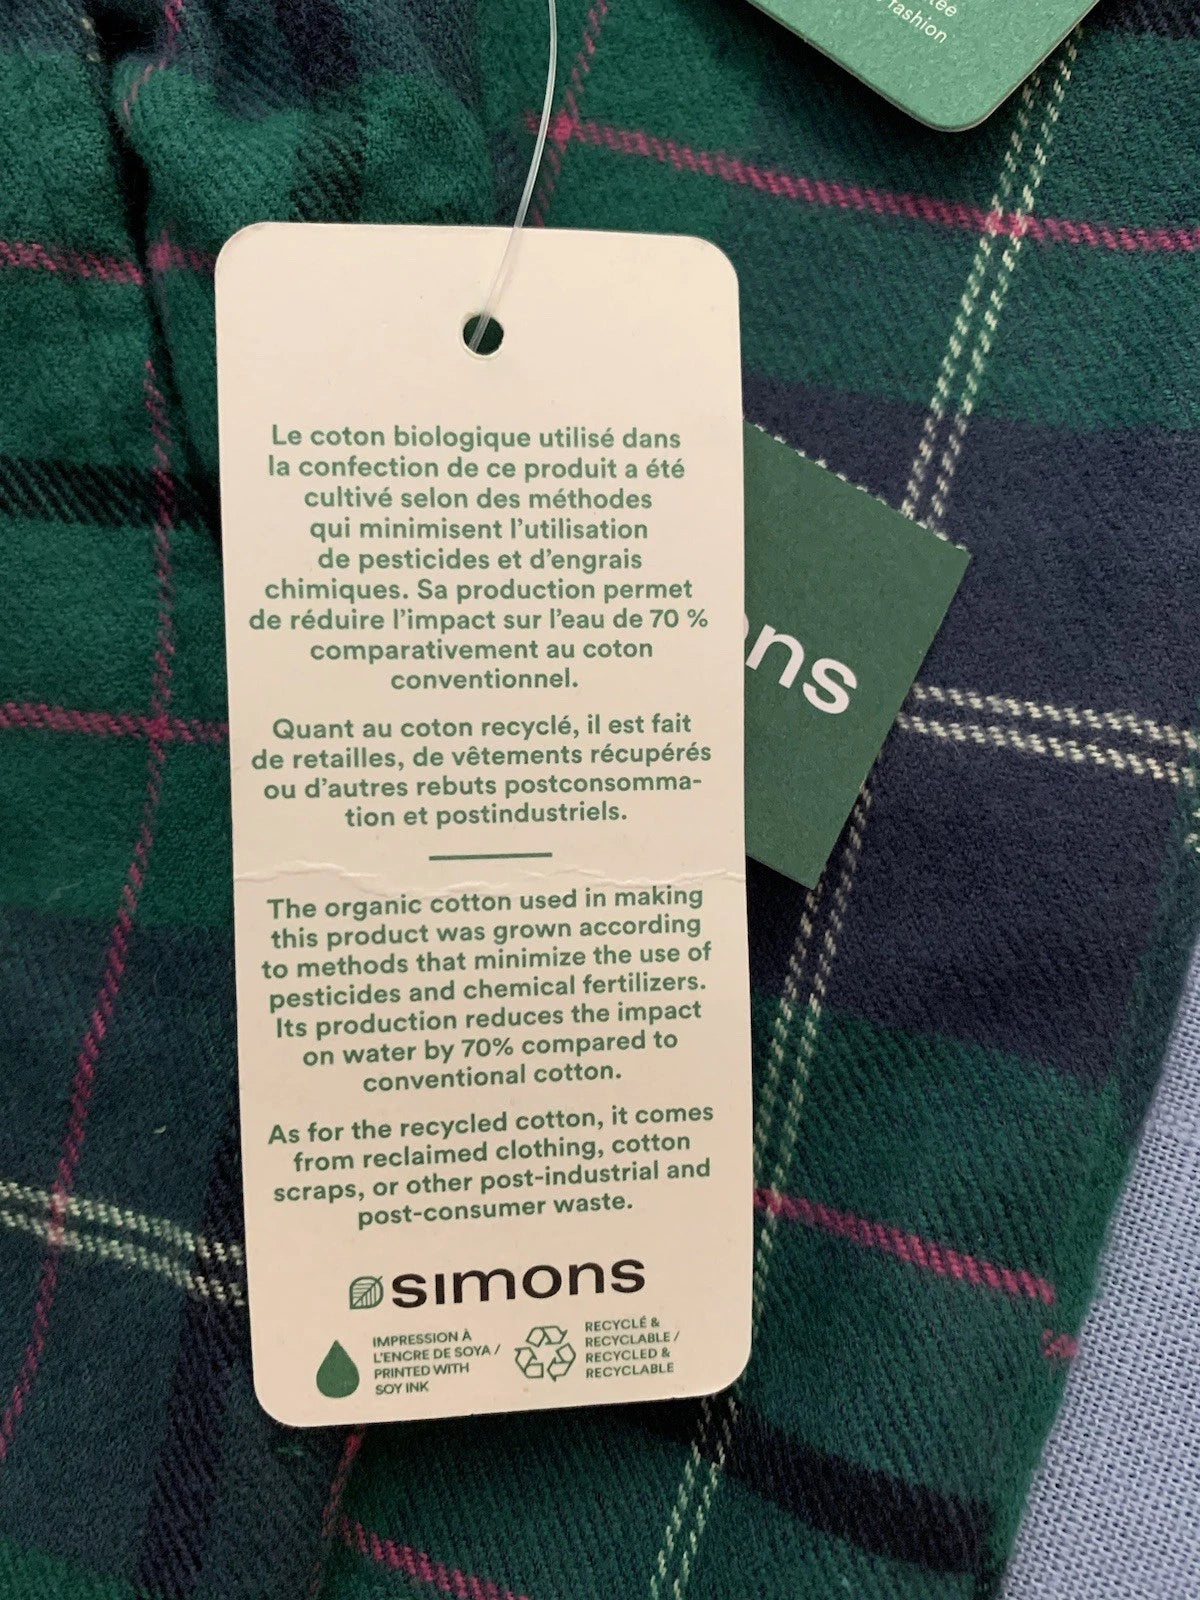 fashion
Le coton biologique utilisé dans
la confection de ce produit a été
cultivé selon des méthodes
qui minimisent l'utilisation
de pesticides et d'engrais
chimiques. Sa production permet
de réduire l'impact sur l'eau de 70 %
comparativement au coton
conventionnel.
Quant au coton recyclé, il est fait
de retailles, de vêtements récupérés
ou d'autres rebuts postconsomma-
tion et postindustriels.
The organic cotton used in making
this product was grown according
to methods that minimize the use of
pesticides and chemical fertilizers.
Its production reduces the impact
on water by 70% compared to
conventional cotton.
As for the recycled cotton, it comes
from reclaimed clothing, cotton
scraps, or other post-industrial and
post-consumer waste.
simons
IMPRESSION À
L'ENCRE DE SOYA /
PRINTED WITH
SOY INK
RECYCLÉ &
RECYCLABLE /
RECYCLED &
RECYCLABLE
ons